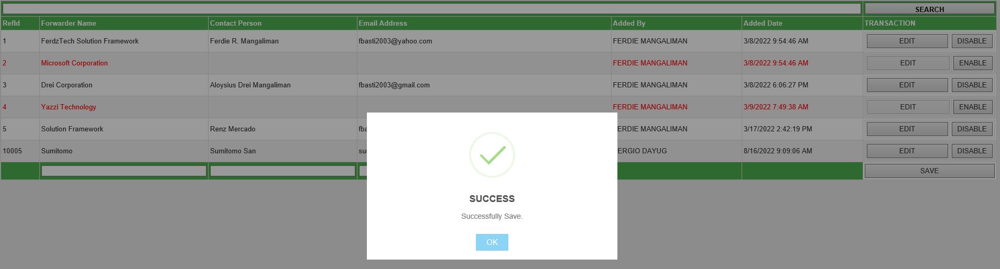 SEARCH
RefId Forwarder Name Contact Person Email Address Added By Added Date TRANSACTION
1 FerdzTech Solution Framework Ferdie R. Mangaliman fbasti2003@yahoo.com FERDIE MANGALIMAN 3/8/2022 9:54:46 AM EDIT DISABLE
2 Microsoft Corporation FERDIE MANGALIMAN 3/8/2022 9:54:46 AM EDIT ENABLE
3 Drei Corporation Aloysius Drei Mangaliman fbasti2003@gmail.com FERDIE MANGALIMAN 3/8/2022 6:06:27 PM EDIT DISABLE
4 Yazzi Technology FERDIE MANGALIMAN 3/9/2022 7:49:38 AM EDIT ENABLE
5 Solution Framework Renz Mercado ERDIE MANGALIMAN 3/17/2022 2:42:19 PM EDIT DISABLE
10005 Sumitomo Sumitomo San ERGIO DAYUG 8/16/2022 9:09:06 AM EDIT DISABLE
SAVE
SUCCESS
Successfully Save.
OK